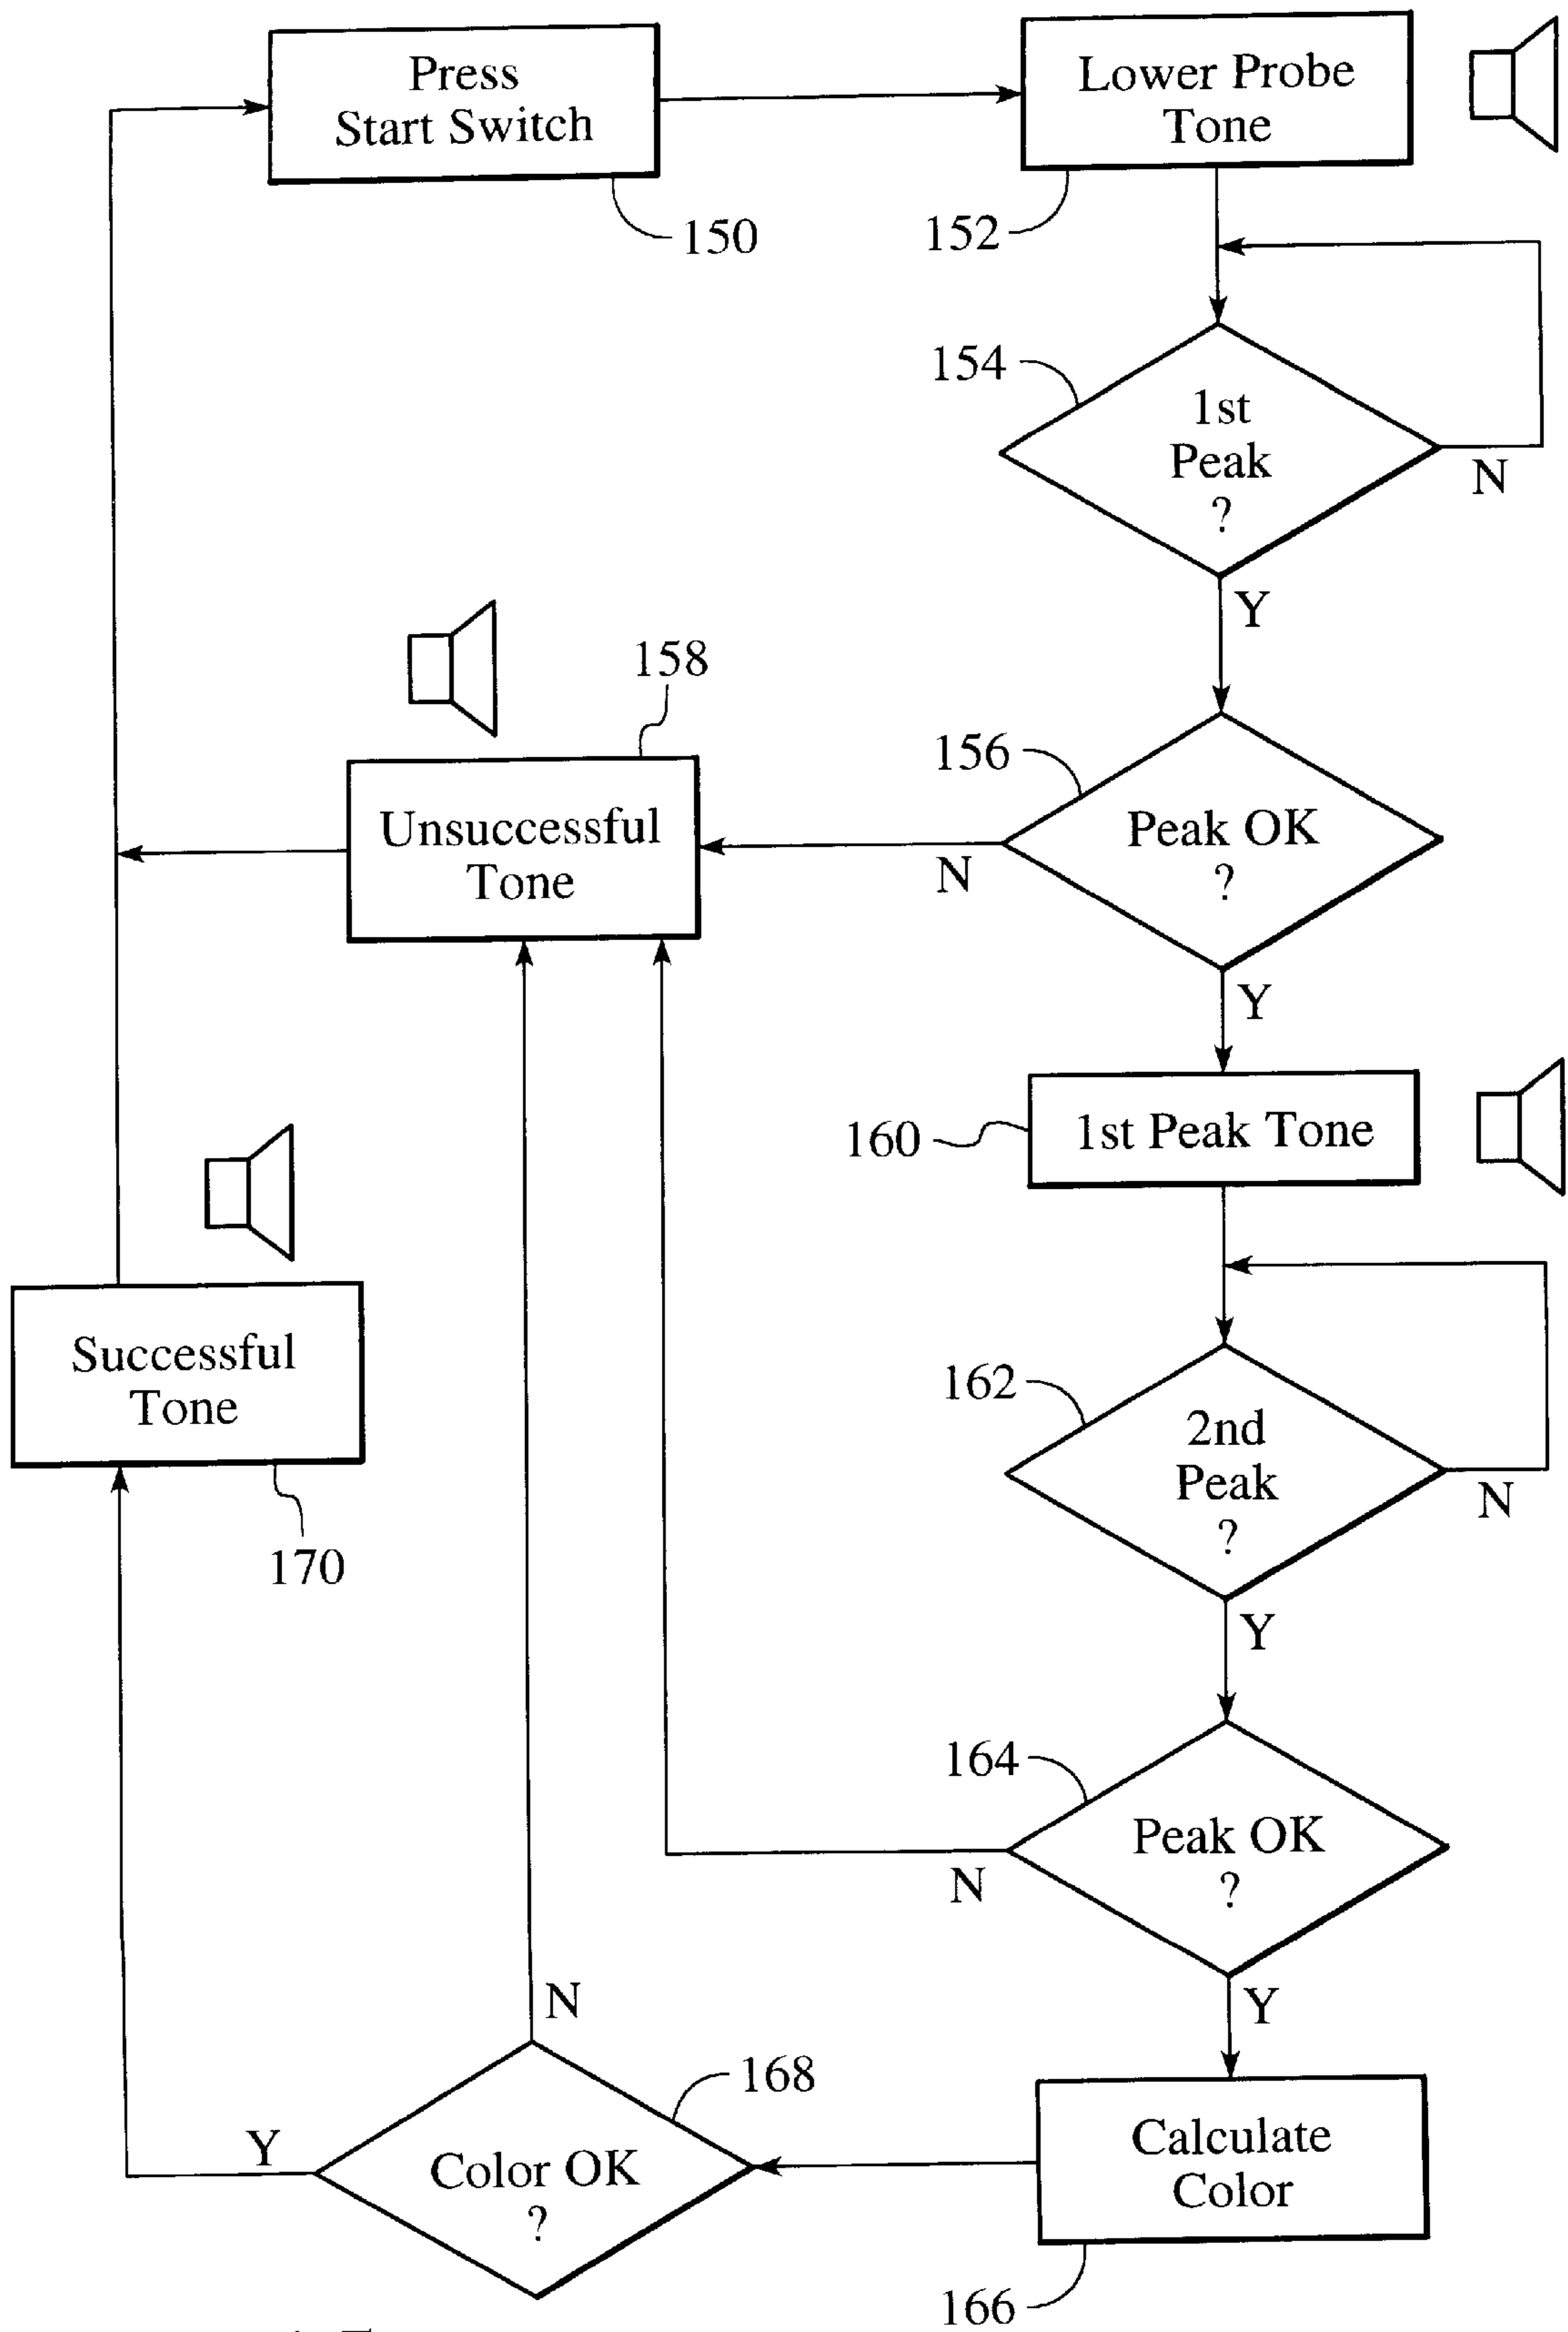 Press
Start Switch
150
Lower Probe
Tone
152
154
1st
Peak
?
N
Y
158
Unsuccessful
Tone
156
Peak OK
?
N
Y
160
1st Peak Tone
Successful
Tone
170
162
2nd
Peak
?
N
Y
164
Peak OK
?
N
Y
N
168
Y
Color OK
?
Calculate
Color
166